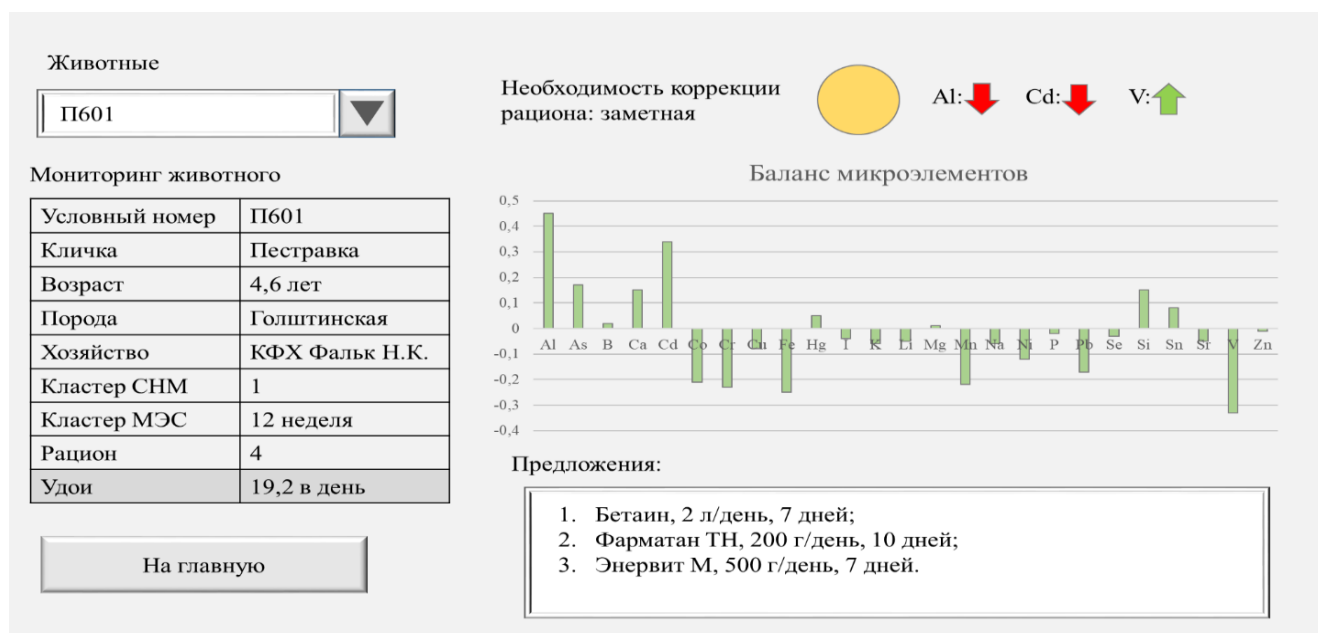 Животные
П601
Мониторинг животного
Условный номер П601
Кличка Пестравка
Возраст 4,6 лет
Порода Голштинская
Хозяйство КФХ Фальк Н.К.
Кластер СНМ 1
Кластер МЭС 12 неделя
Рацион 4
Удои 19,2 в день
На главную
Необходимость коррекции
рациона: заметная
Al: Cd: V:
Баланс микроэлементов
0,5
0,4
0,3
0,2
0,1
0
-0,1
-0,2
-0,3
-0,4
Al As B Ca Cd Co Cr Cu Fe Hg I K Li Mg Mn Na Ni P Pb Se Si Sn Sr V Zn
Предложения:
1. Бетаин, 2 л/день, 7 дней;
2. Фарматан ТН, 200 г/день, 10 дней;
3. Энервит М, 500 г/день, 7 дней.